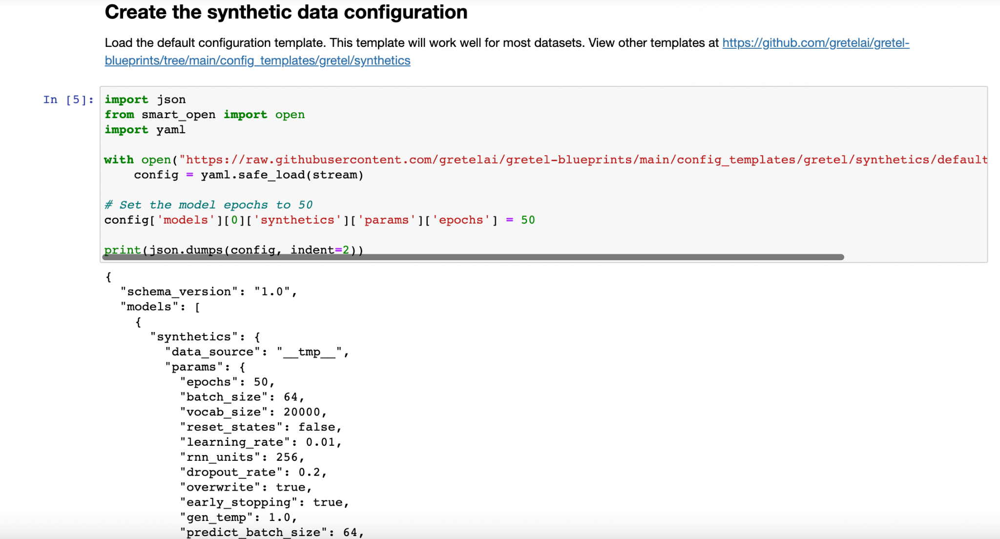 Create the synthetic data configuration
Load the default configuration template. This template will work well for most datasets. View other templates at https://github.com/gretelai/gretel-
blueprints/tree/main/config_templates/gretel/synthetics
In [5]:
import json
from smart_open import open
import yaml
with open("https://raw.githubusercontent.com/gretelai/gretel-blueprints/main/config_templates/gretel/synthetics/default
    config = yaml.safe_load(stream)
# Set the model epochs to 50
config['models'][0]['synthetics']['params']['epochs'] = 50
print(json.dumps(config, indent=2))
{
  "schema_version": "1.0",
  "models": [
    {
      "synthetics": {
        "data_source": "__tmp__",
        "params": {
          "epochs": 50,
          "batch_size": 64,
          "vocab_size": 20000,
          "reset_states": false,
          "learning_rate": 0.01,
          "rnn_units": 256,
          "dropout_rate": 0.2,
          "overwrite": true,
          "early_stopping": true,
          "gen_temp": 1.0,
          "predict_batch_size": 64,